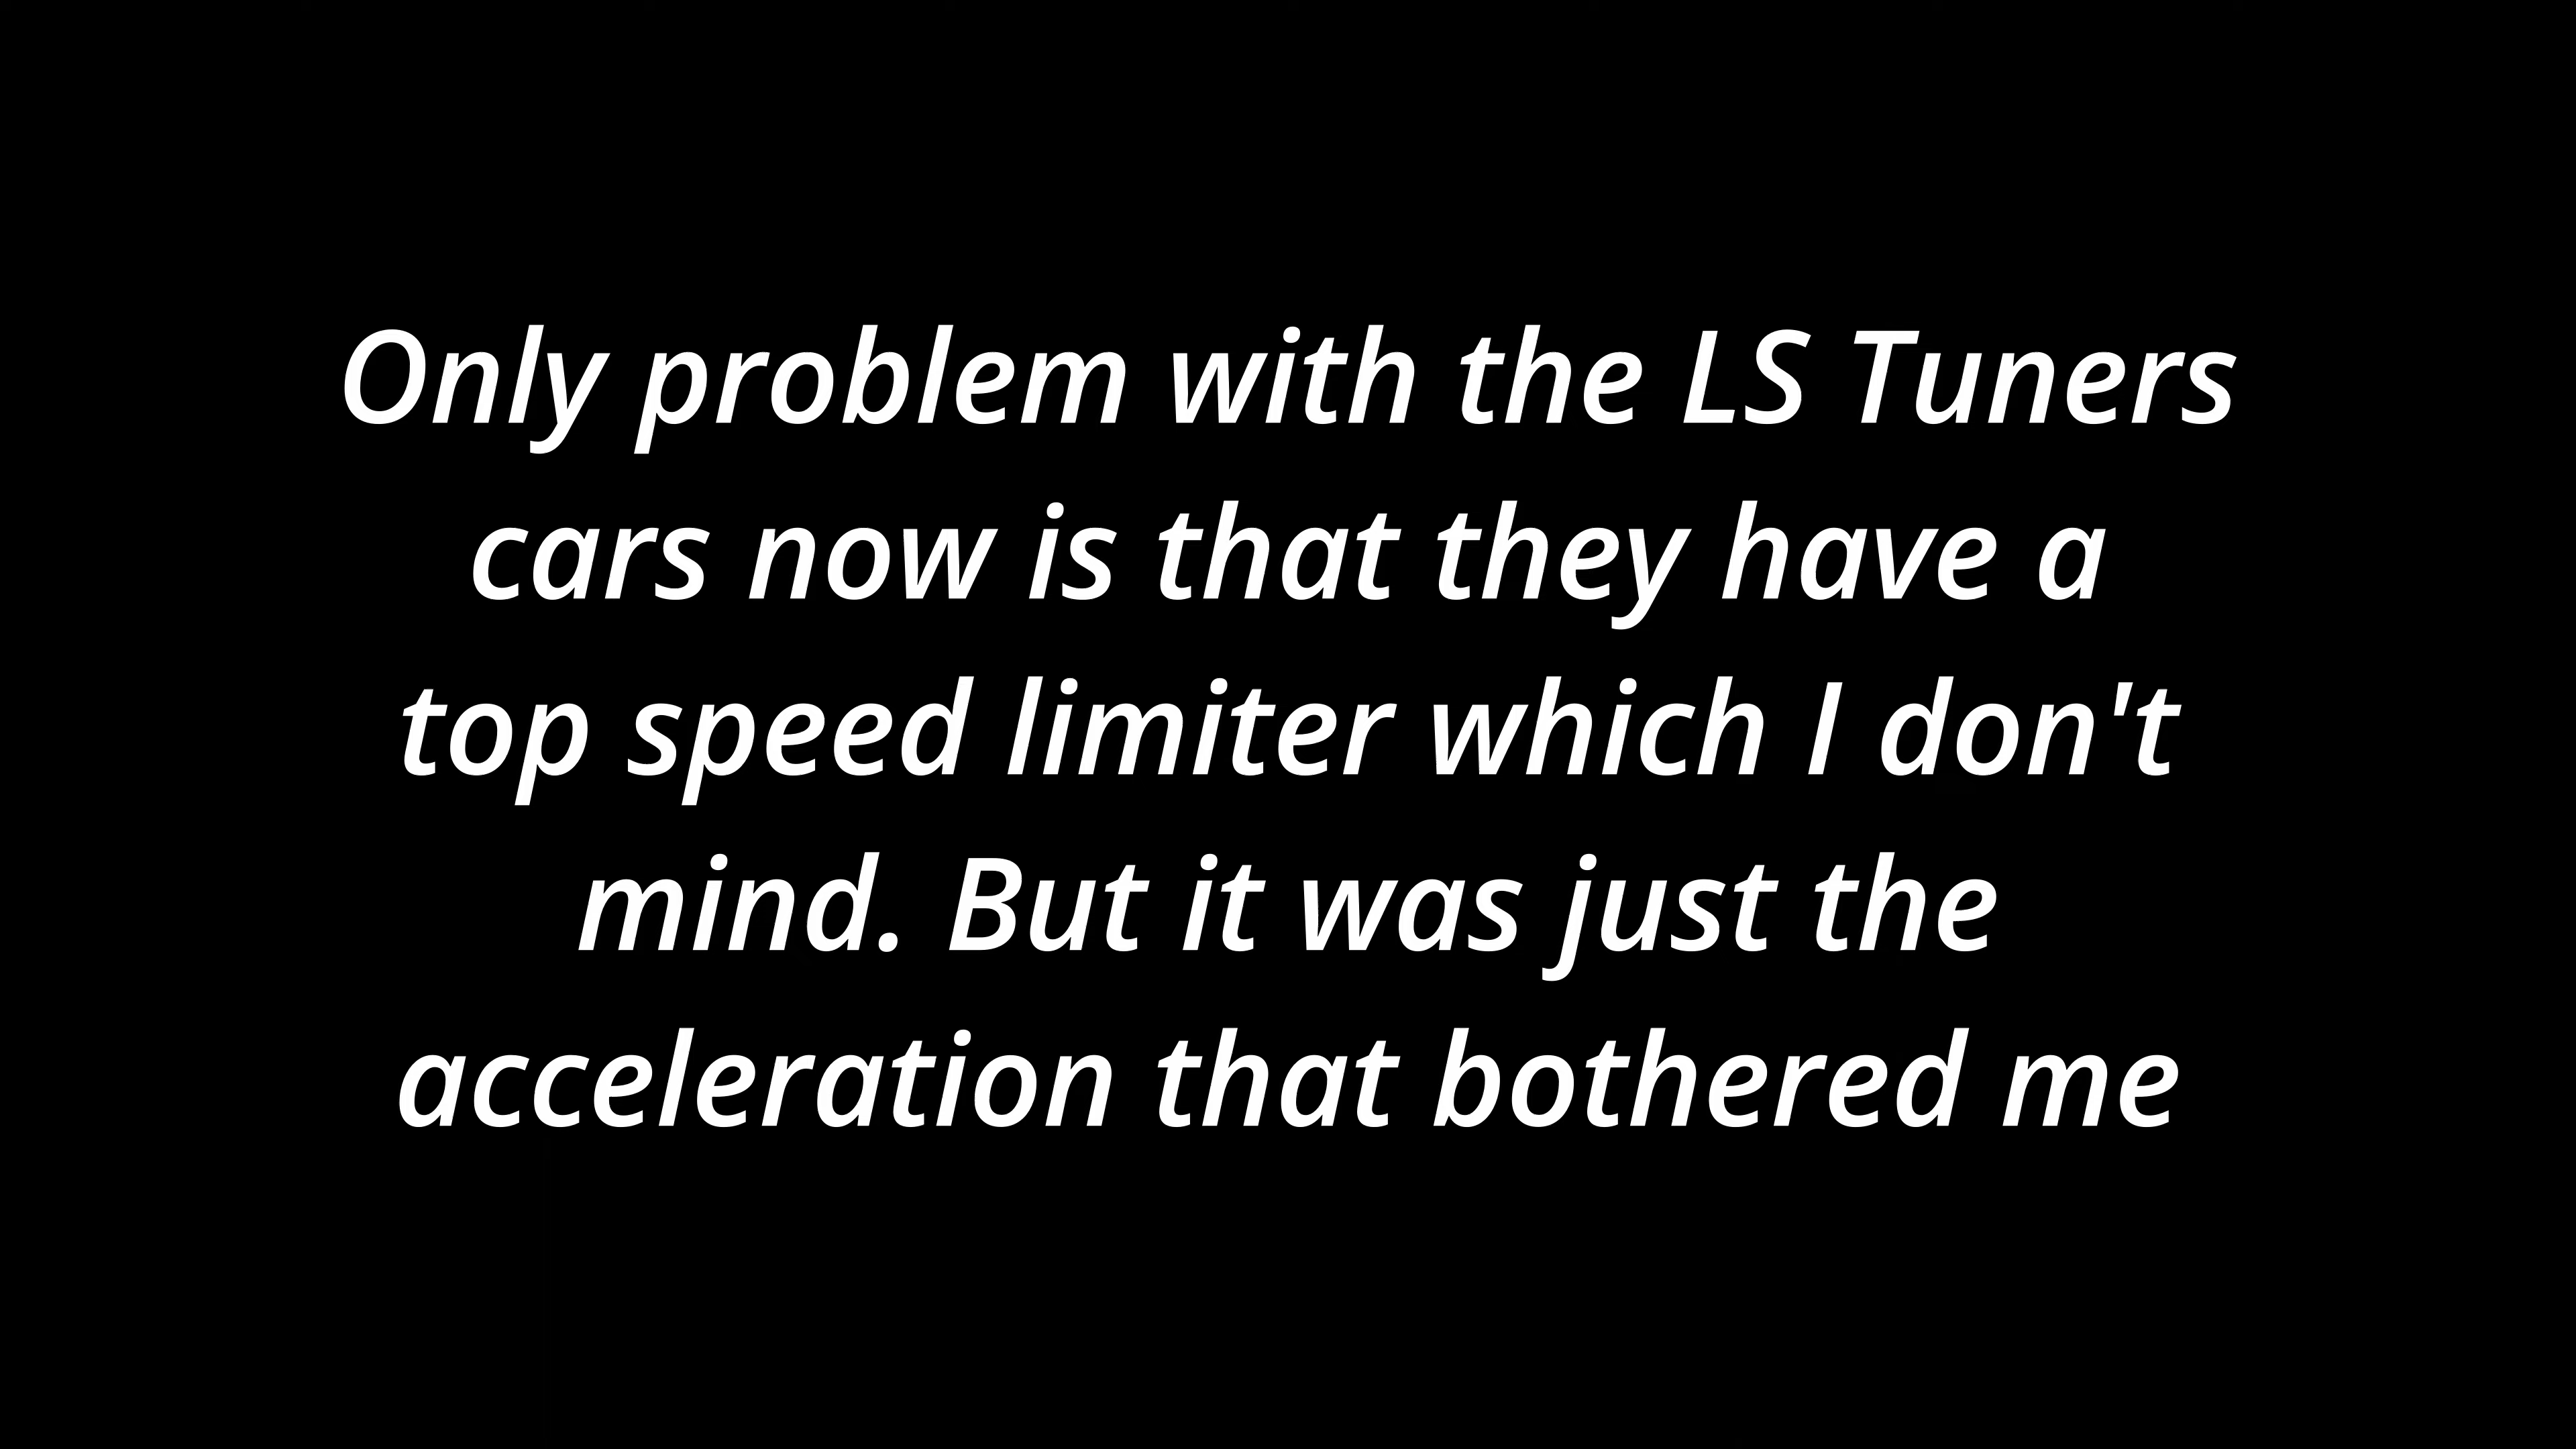 Only problem with the LS Tuners
cars now is that they have a
top speed limiter which I don't
mind. But it was just the
acceleration that bothered me